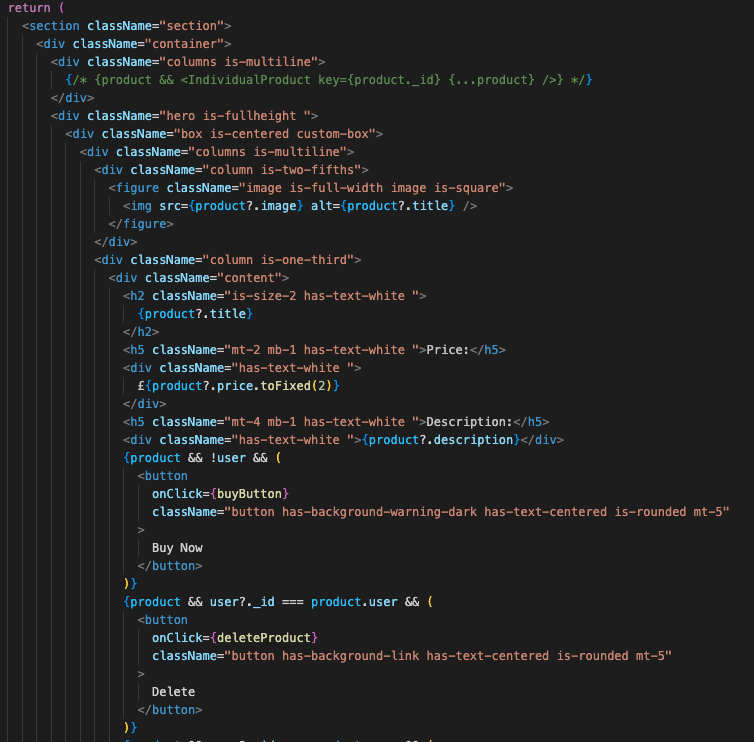 return (
<section className="section">
<div className="container">
<div className="columns is-multiline">
{/* {product && <IndividualProduct key={product._id} {...product} />} */}
</div>
<div className="hero is-fullheight ">
<div className="box is-centered custom-box">
<div className="columns is-multiline">
<div className="column is-two-fifths">
<figure className="image is-full-width image is-square">
<img src={product?.image} alt={product?.title} />
</figure>
</div>
<div className="column is-one-third">
<div className="content">
<h2 className="is-size-2 has-text-white ">
{product?.title}
</h2>
<h5 className="mt-2 mb-1 has-text-white ">Price:</h5>
<div className="has-text-white ">
£{product?.price.toFixed(2)}
</div>
<h5 className="mt-4 mb-1 has-text-white ">Description:</h5>
<div className="has-text-white ">{product?.description}</div>
{product && !user && (
<button
onClick={buyButton}
className="button has-background-warning-dark has-text-centered is-rounded mt-5"
>
Buy Now
</button>
)}
{product && user?._id === product.user && (
<button
onClick={deleteProduct}
className="button has-background-link has-text-centered is-rounded mt-5"
>
Delete
</button>
)}